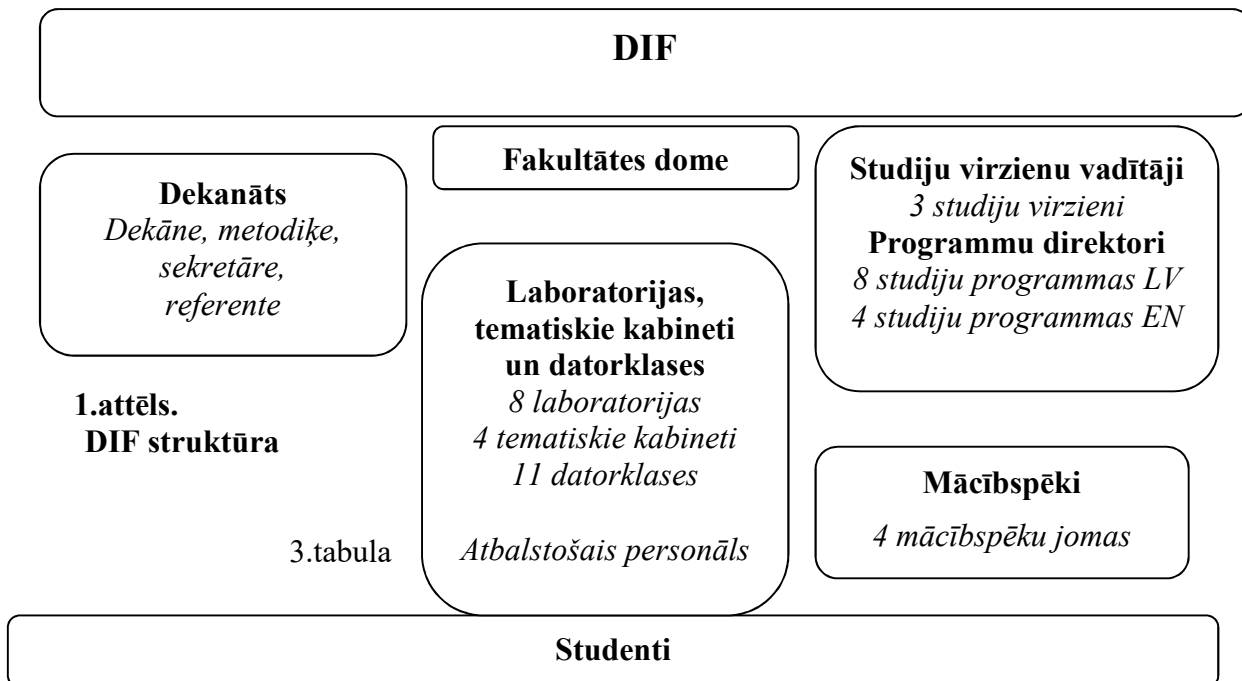 DIF
Fakultātes dome
Dekanāts
Dekāne, metodiķe,
sekretāre,
referente
Studiju virzienu vadītāji
3 studiju virzieni
Programmu direktori
8 studiju programmas LV
4 studiju programmas EN
Laboratorijas,
tematiskie kabineti
un datorklases
8 laboratorijas
4 tematiskie kabineti
11 datorklases
Atbalstošais personāls
1.attēls.
DIF struktūra
Mācībspēki
4 mācībspēku jomas
3.tabula
Studenti